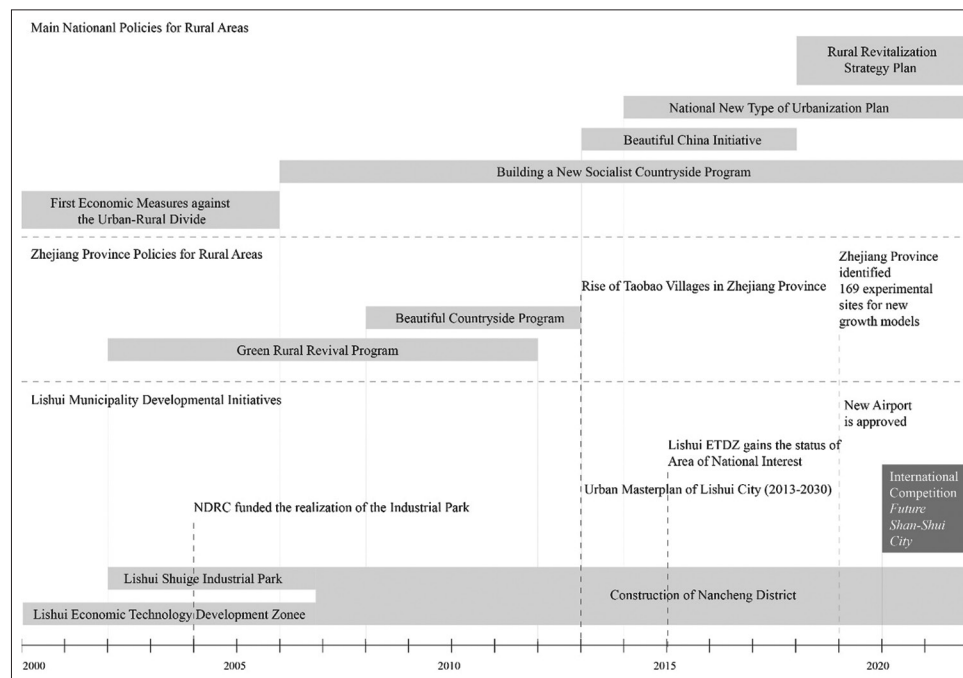 Main Nationanl Policies for Rural Areas
Rural Revitalization
Strategy Plan
National New Type of Urbanization Plan
Beautiful China Initiative
Building a New Socialist Countryside Program
First Economic Measures against
the Urban-Rural Divide
Zhejiang Province Policies for Rural Areas
Zhejiang Province
identified
169 experimental
sites for new
growth models
Rise of Taobao Villages in Zhejiang Province
Beautiful Countryside Program
Green Rural Revival Program
Lishui Municipality Developmental Initiatives
New Airport
is approved
Lishui ETDZ gains the status of
Area of National Interest
Urban Masterplan of Lishui City (2013-2030)
International
Competition
Future
Shan-Shui
City
NDRC funded the realization of the Industrial Park
Lishui Shuige Industrial Park
Construction of Nancheng District
Lishui Economic Technology Development Zonee
2000 2005 2010 2015 2020